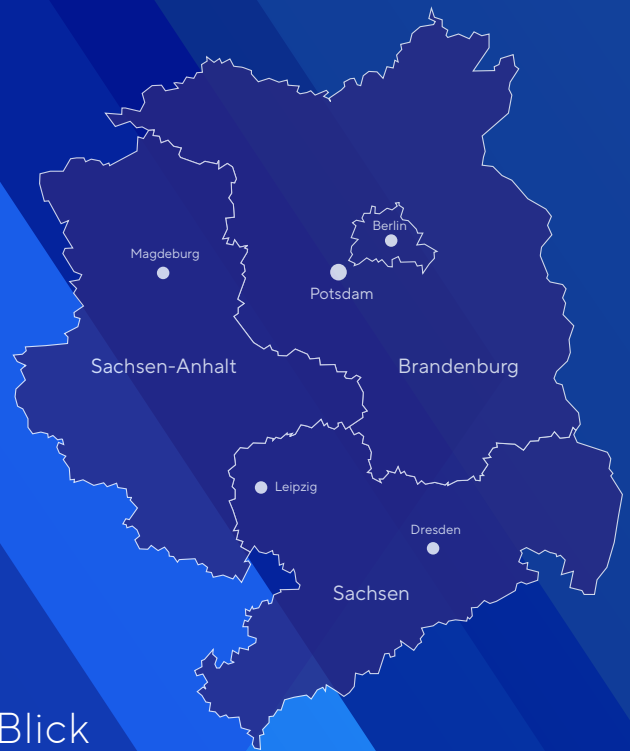 Berlin
Magdeburg
Potsdam
Sachsen-Anhalt
Brandenburg
Leipzig
Dresden
Sachsen
Blick